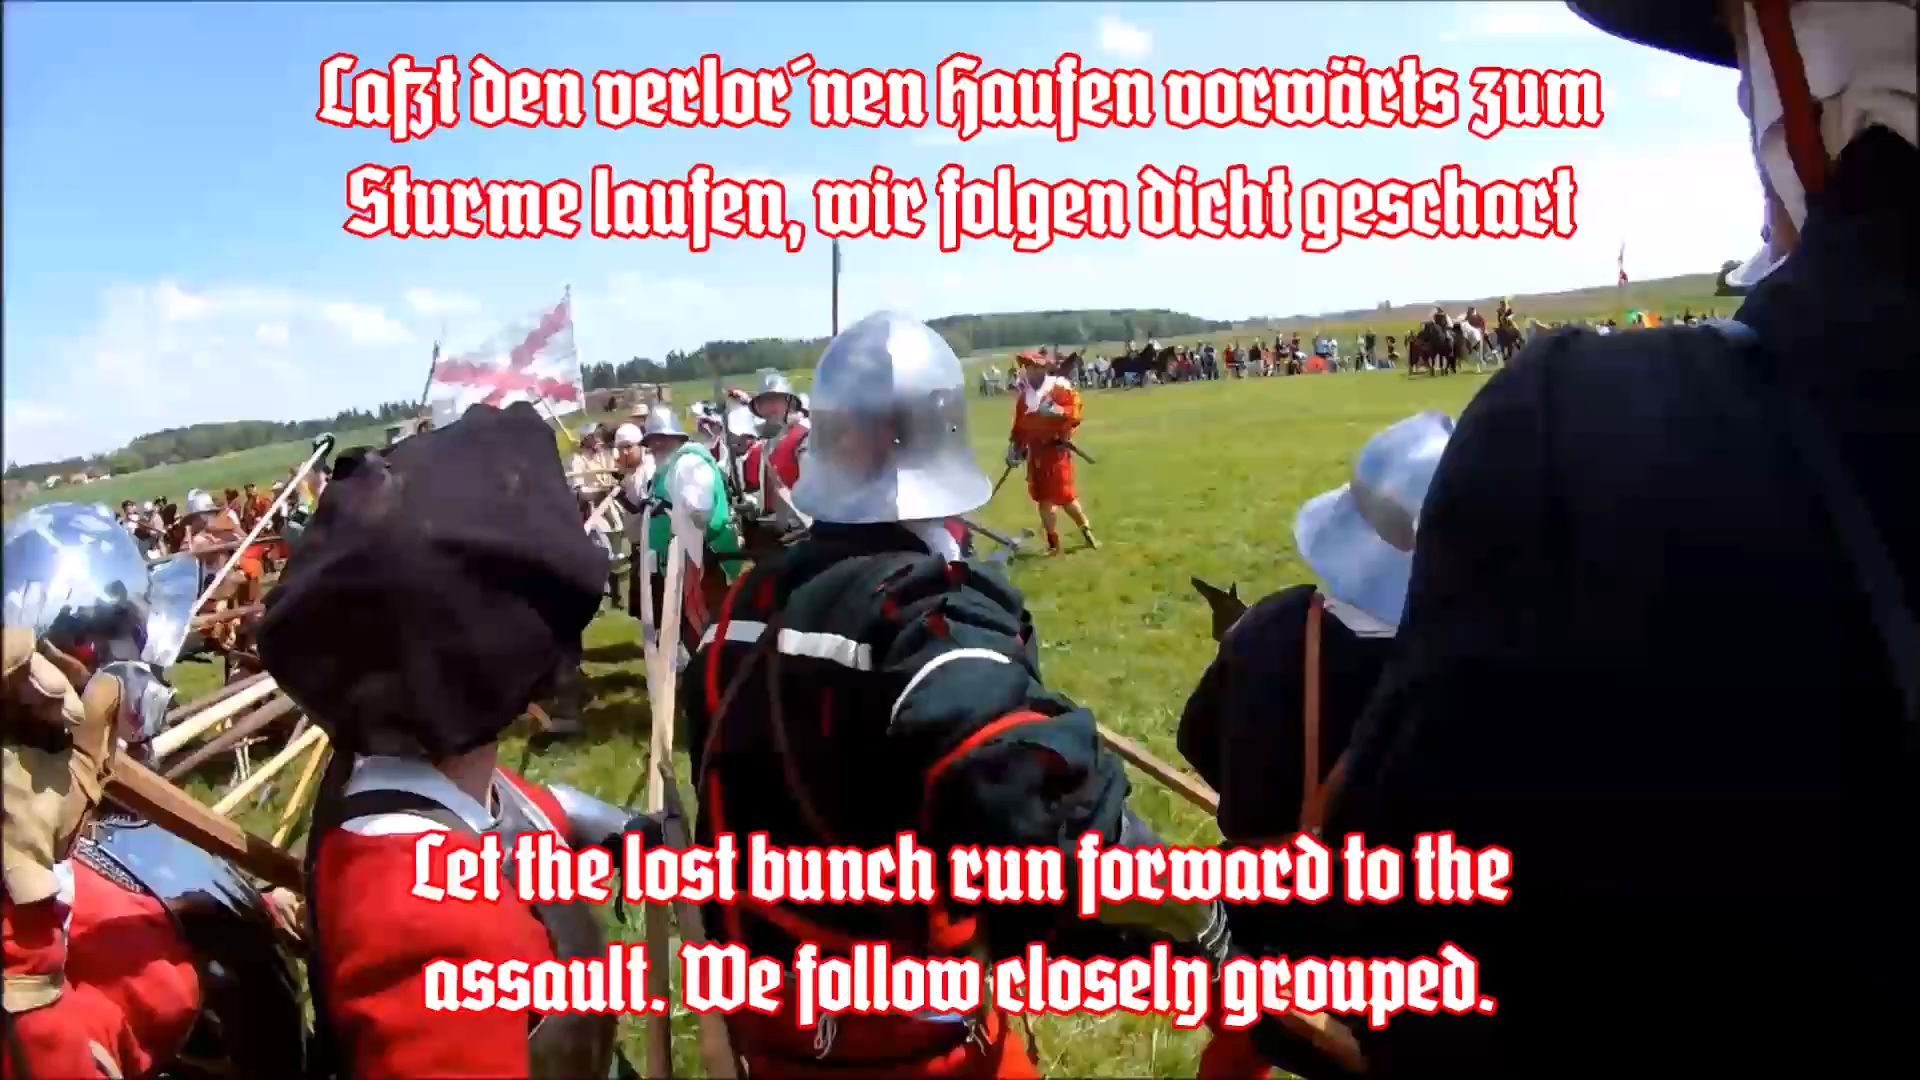 Laßt den verlor´nen Haufen vorwärts zum
Sturme laufen, wir folgen dicht geschart
Let the lost bunch run forward to the
assault. We follow closely grouped.